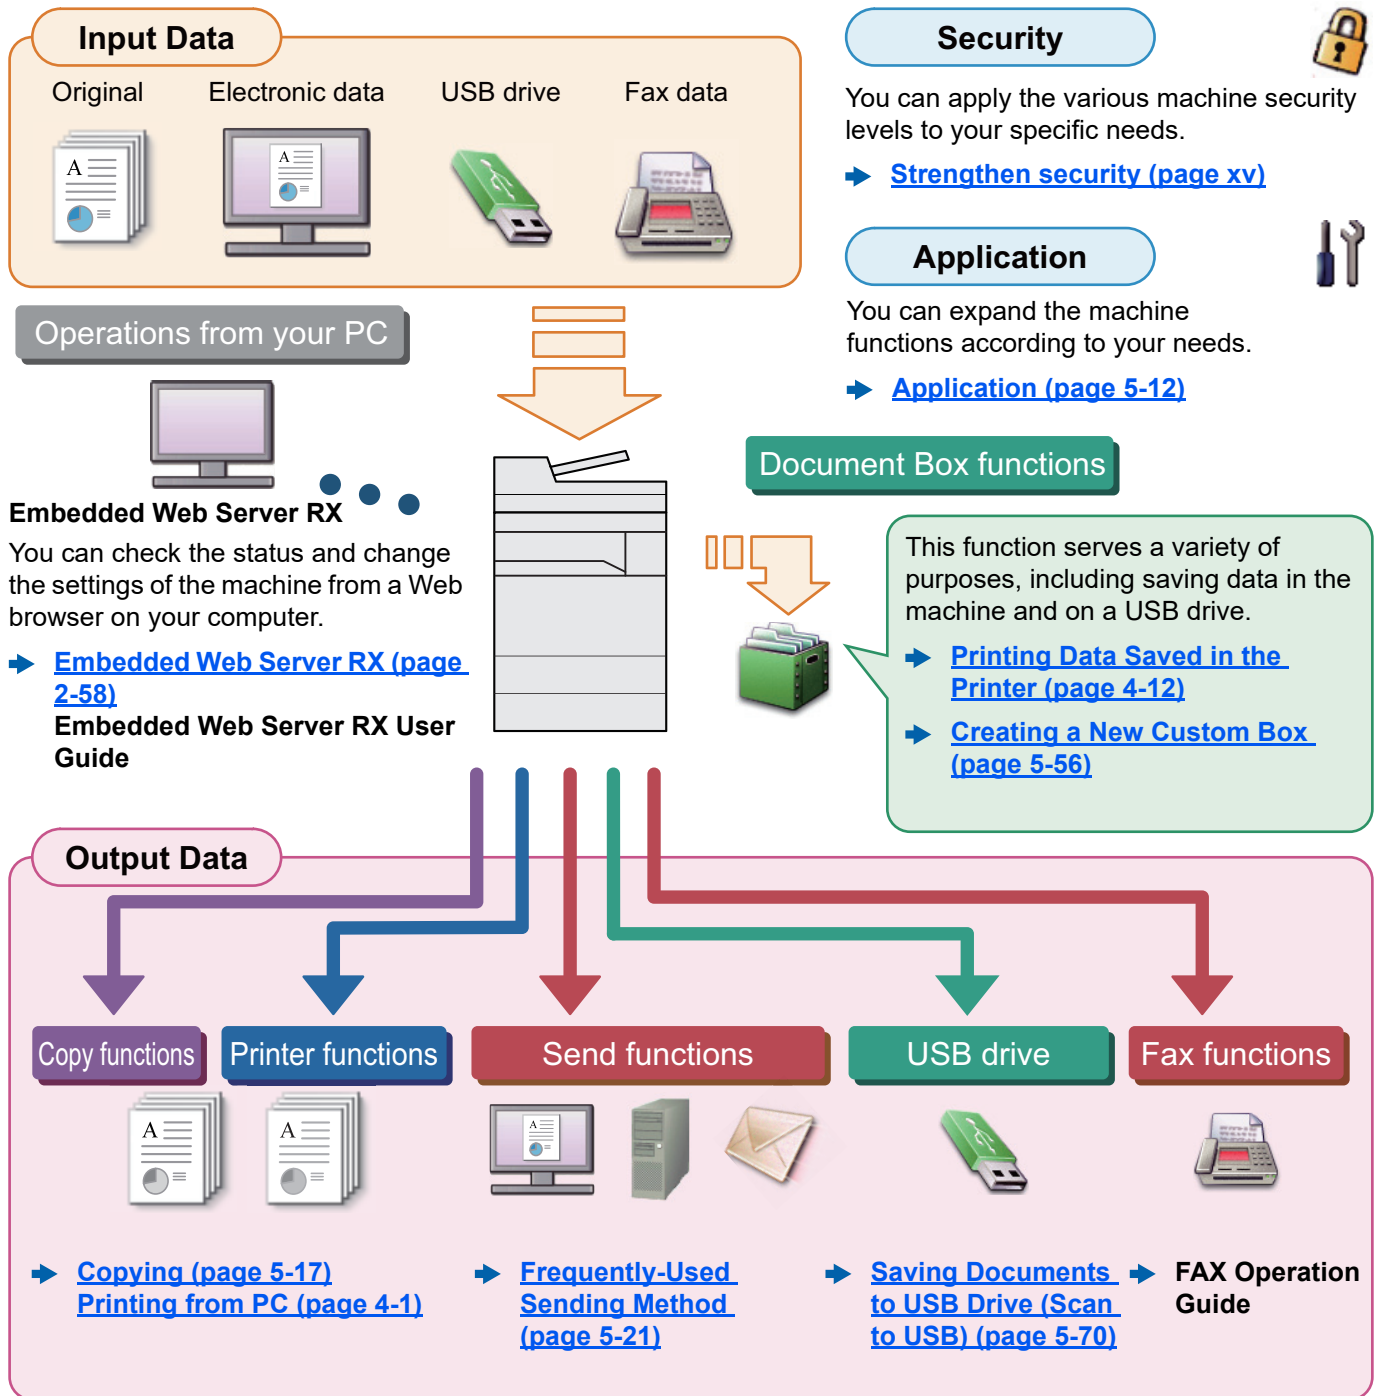 Input Data
Original
Electronic data
USB drive
Fax data
Security
You can apply the various machine security
levels to your specific needs.
Strengthen security (page xv)
Application
You can expand the machine
functions according to your needs.
Application (page 5-12)
Operations from your PC
Embedded Web Server RX
You can check the status and change
the settings of the machine from a Web
browser on your computer.
Embedded Web Server RX (page
2-58)
Embedded Web Server RX User
Guide
Document Box functions
This function serves a variety of
purposes, including saving data in the
machine and on a USB drive.
Printing Data Saved in the
Printer (page 4-12)
Creating a New Custom Box
(page 5-56)
Output Data
Copy functions
Printer functions
Send functions
USB drive
Fax functions
Copying (page 5-17)
Printing from PC (page 4-1)
Frequently-Used
Sending Method
(page 5-21)
Saving Documents
to USB Drive (Scan
to USB) (page 5-70)
FAX Operation
Guide